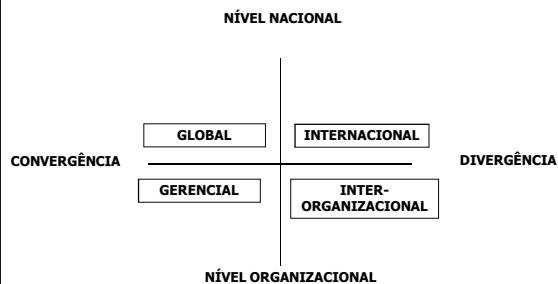 NÍVEL NACIONAL
GLOBAL
INTERNACIONAL
CONVERGÊNCIA
DIVERGÊNCIA
GERENCIAL
INTER-
ORGANIZACIONAL
NÍVEL ORGANIZACIONAL